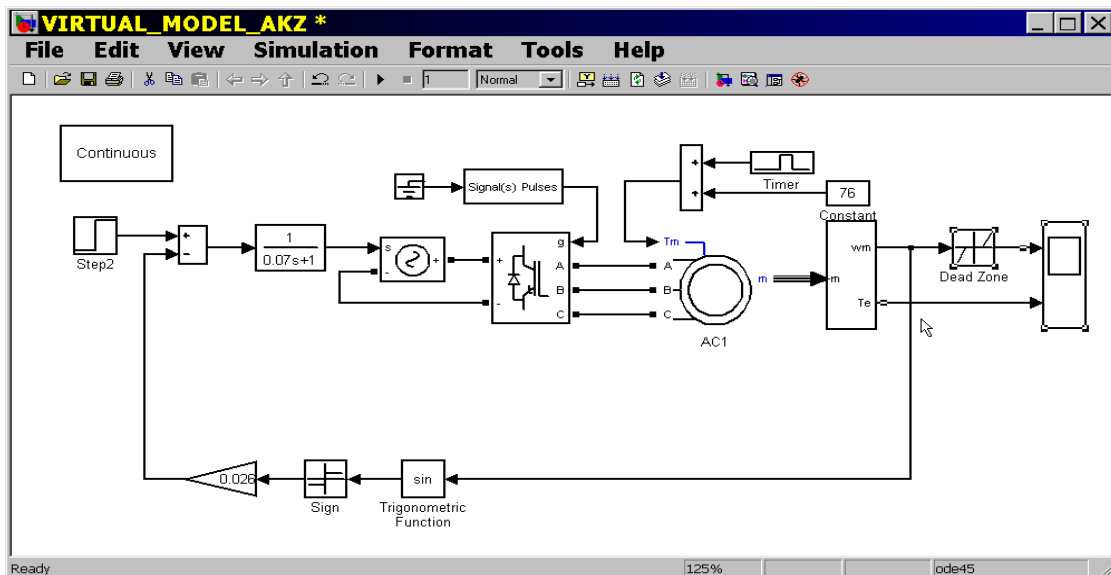 VIRTUAL_MODEL_AKZ *
File Edit View Simulation Format Tools Help
1 Normal
Continuous
Step2
+
-
1
0.07s+1
s
-
+
Signal(s) Pulses
+
-
g
A
B
C
Tm
A
B
C
m
AC1
+
+
Timer
76
Constant
m
wm
Te
Dead Zone
0.026
Sign
sin
Trigonometric
Function
Ready 125% ode45